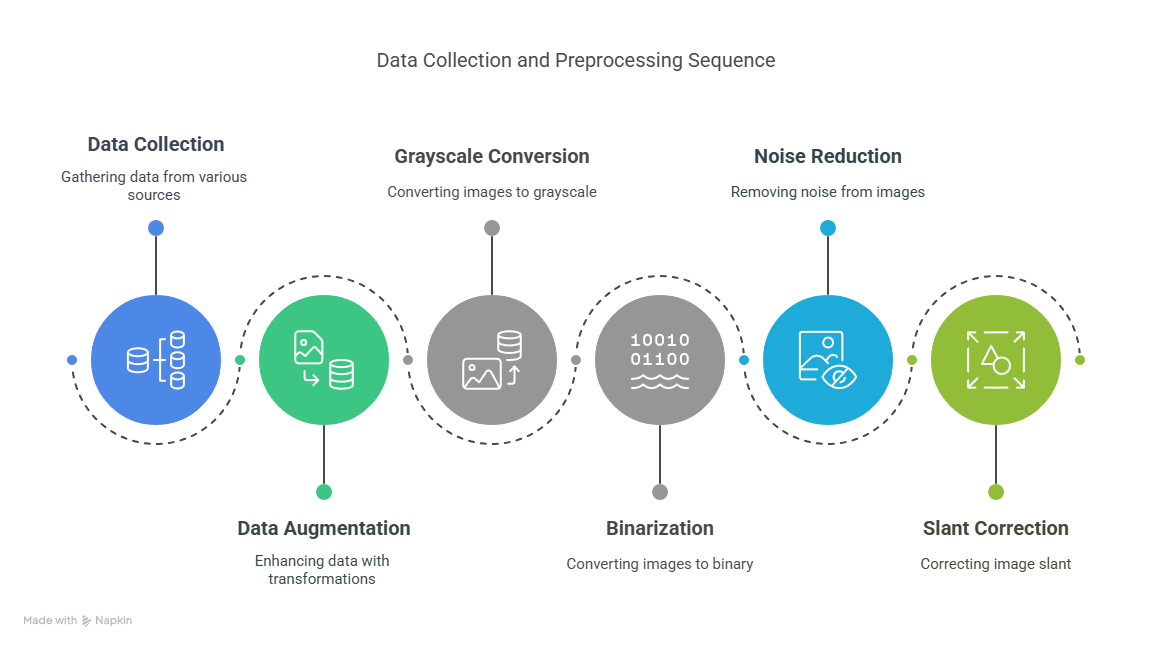 Data Collection and Preprocessing Sequence
Data Collection
Gathering data from various
sources
Grayscale Conversion
Converting images to grayscale
Noise Reduction
Removing noise from images
10010
01100
Data Augmentation
Enhancing data with
transformations
Binarization
Converting images to binary
Slant Correction
Correcting image slant
Made with Napkin